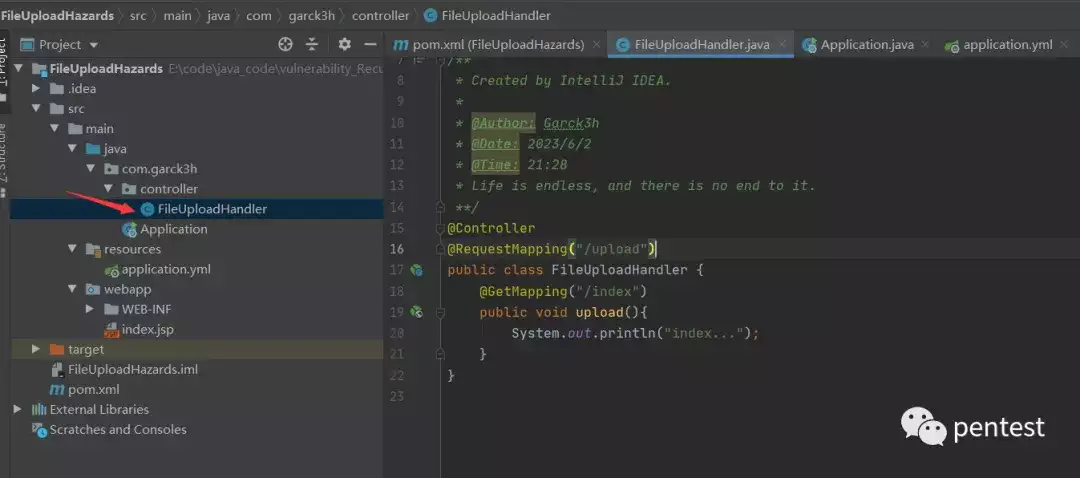 FileUploadHazards 〉 src 〉 main 〉 java 〉 com 〉 garck3h 〉 controller 〉 FileUploadHandler
Project
pom.xml (FileUploadHazards) × FileUploadHandler.java × Application.java × application.yml ×
1: Project
Z: Structure
FileUploadHazards E:\code\java_code\vulnerability_Recu
.idea
src
main
java
com.garck3h
controller
FileUploadHandler
Application
resources
application.yml
webapp
WEB-INF
index.jsp
target
FileUploadHazards.iml
pom.xml
External Libraries
Scratches and Consoles
7 /**
8 * Created by IntelliJ IDEA.
9 *
10 * @Author: Garck3h
11 * @Date: 2023/6/2
12 * @Time: 21:28
13 * Life is endless, and there is no end to it.
14 **/
15 @Controller
16 @RequestMapping("/upload")
17 public class FileUploadHandler {
18 @GetMapping("/index")
19 public void upload(){
20 System.out.println("index...");
21 }
22 }
23
pentest